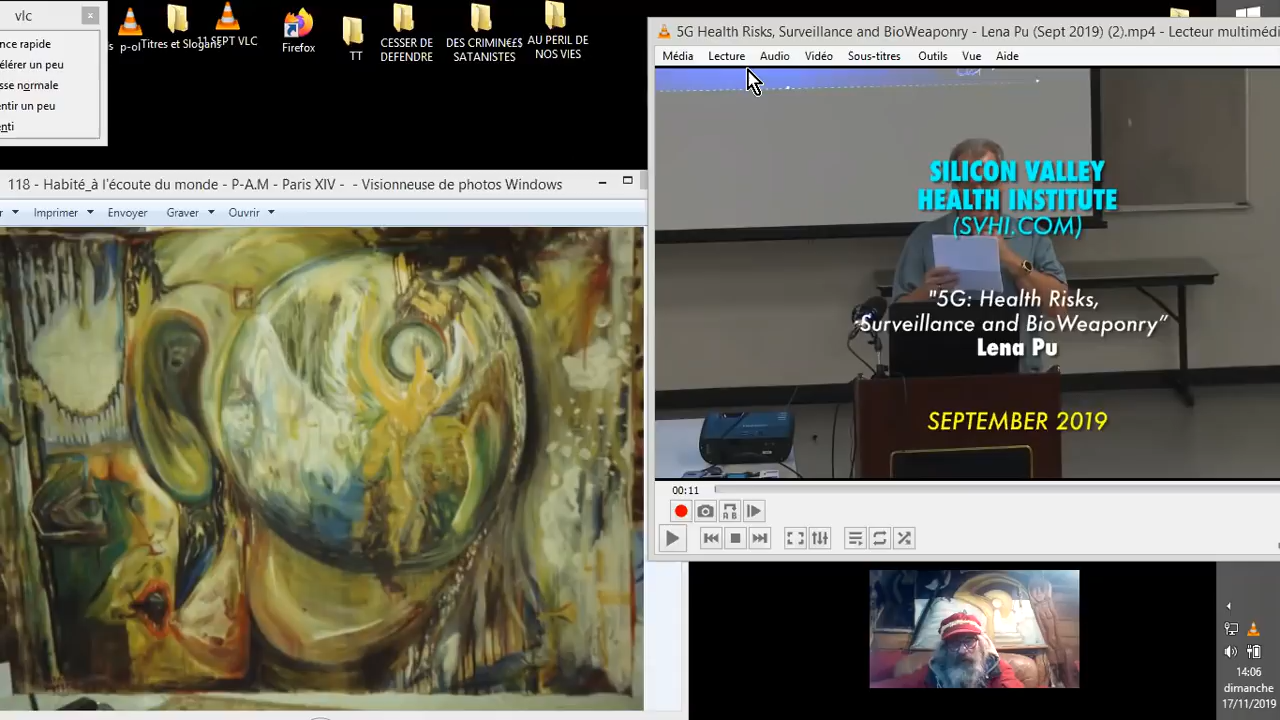 vlc
nce rapide
élérer un peu
sse normale
entir un peu
nti
p-ol
Titres et Slogans
11 SEPT VLC
Firefox
TT
CESSER DE
DEFENDRE
DES CRIMIN€£$
SATANISTES
AU PERIL DE
NOS VIES
5G Health Risks, Surveillance and BioWeaponry - Lena Pu (Sept 2019) (2).mp4 - Lecteur multimédi
Média Lecture Audio Vidéo Sous-titres Outils Vue Aide
SILICON VALLEY
HEALTH INSTITUTE
(SVHI.COM)
"5G: Health Risks,
Surveillance and BioWeaponry"
Lena Pu
SEPTEMBER 2019
00:11
118 - Habité_à l'écoute du monde - P-A.M - Paris XIV - - Visionneuse de photos Windows
Imprimer Envoyer Graver Ouvrir
14:06
dimanche
17/11/2019